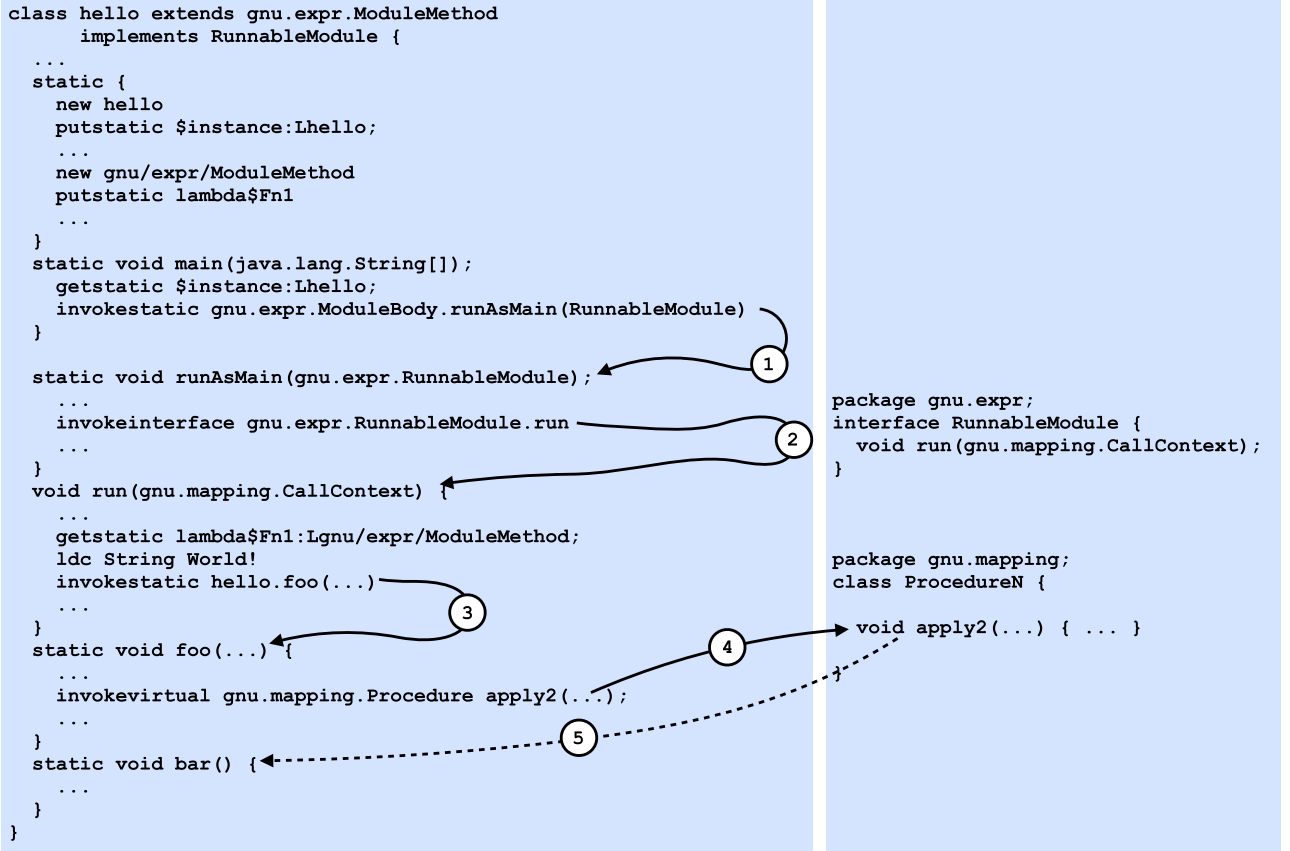 class hello extends gnu.expr.ModuleMethod
      implements RunnableModule {
  ...
  static {
    new hello
    putstatic $instance:Lhello;
    ...
    new gnu/expr/ModuleMethod
    putstatic lambda$Fn1
    ...
  }
  static void main(java.lang.String[]);
    getstatic $instance:Lhello;
    invokestatic gnu.expr.ModuleBody.runAsMain(RunnableModule)
  }
1
  static void runAsMain(gnu.expr.RunnableModule);
    ...
    invokeinterface gnu.expr.RunnableModule.run
2
    ...
  }
  void run(gnu.mapping.CallContext) {
    ...
    getstatic lambda$Fn1:Lgnu/expr/ModuleMethod;
    ldc String World!
    invokestatic hello.foo(...)
3
    ...
  }
  static void foo(...) {
4
    ...
    invokevirtual gnu.mapping.Procedure apply2(...);
    ...
5
  }
  static void bar() {
    ...
  }
}
package gnu.expr;
interface RunnableModule {
  void run(gnu.mapping.CallContext);
}
package gnu.mapping;
class ProcedureN {
  void apply2(...) { ... }
}